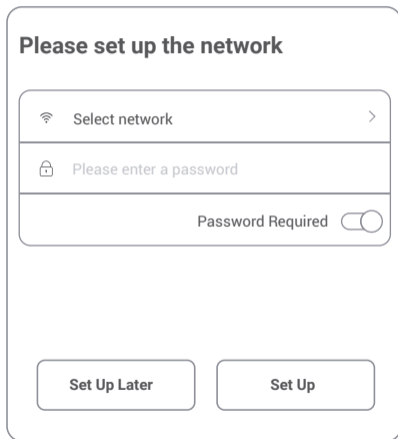 Please set up the network
Select network
Please enter a password
Password Required
Set Up Later
Set Up